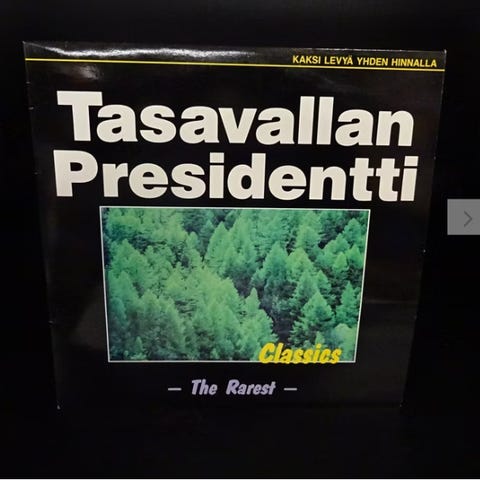 KAKSI LEVYÄ YHDEN HINNALLA
Tasavallan
Presidentti
Classics
– The Rarest –